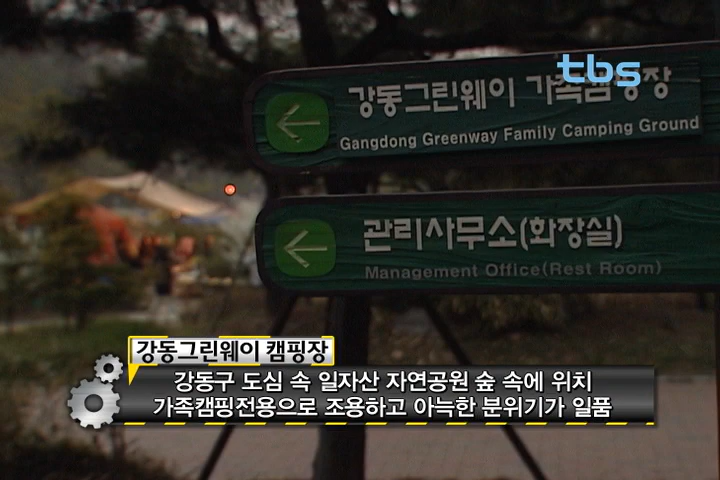 tbs
강동그린웨이 가족캠핑장
Gangdong Greenway Family Camping Ground
관리사무소(화장실)
Management Office(Rest Room)
강동그린웨이 캠핑장
강동구 도심 속 일자산 자연공원 숲 속에 위치
가족캠핑전용으로 조용하고 아늑한 분위기가 일품